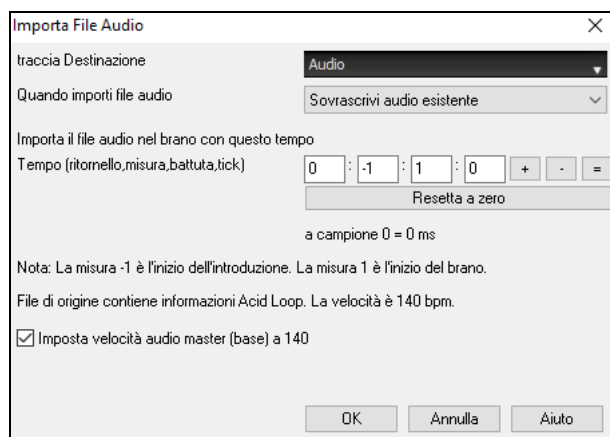 Importa File Audio
traccia Destinazione
Audio
Quando importi file audio
Sovrascrivi audio esistente
Importa il file audio nel brano con questo tempo
Tempo (ritornello,misura,battuta,tick)
0 : -1 : 1 : 0 + - =
Resetta a zero
a campione 0 = 0 ms
Nota: La misura -1 è l'inizio dell'introduzione. La misura 1 è l'inizio del brano.
File di origine contiene informazioni Acid Loop. La velocità è 140 bpm.
Imposta velocità audio master (base) a 140
OK Annulla Aiuto